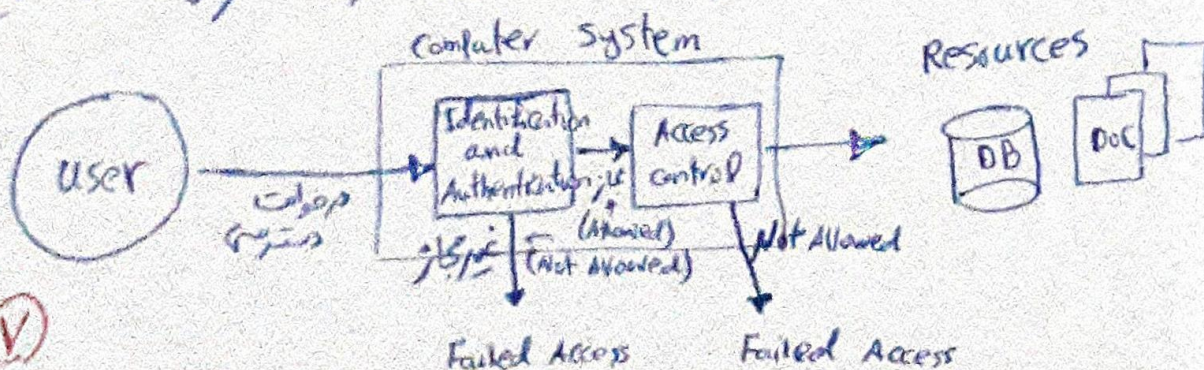 Computer System
Resources
user
درخواست
دسترسی
Identification
and
Authentication
مجاز
(Allowed)
Access
control
DB
DOC
غیرمجاز
(Not Allowed)
Not Allowed
Failed Access
Failed Access